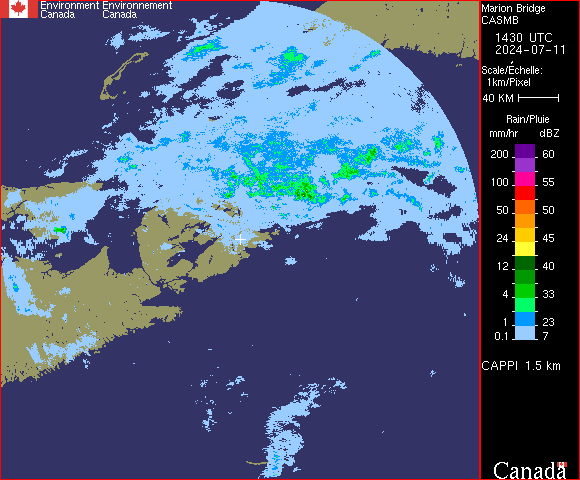 Environment Environnement
Canada Canada
Marion Bridge
CASMB
1430 UTC
2024-07-11
Scale/Échelle:
1km/Pixel
40 KM
Rain/Pluie
mm/hr dBZ
200 60
100 55
50 50
24 45
12 40
4 33
1 23
0.1 7
CAPPI 1.5 km
Canada